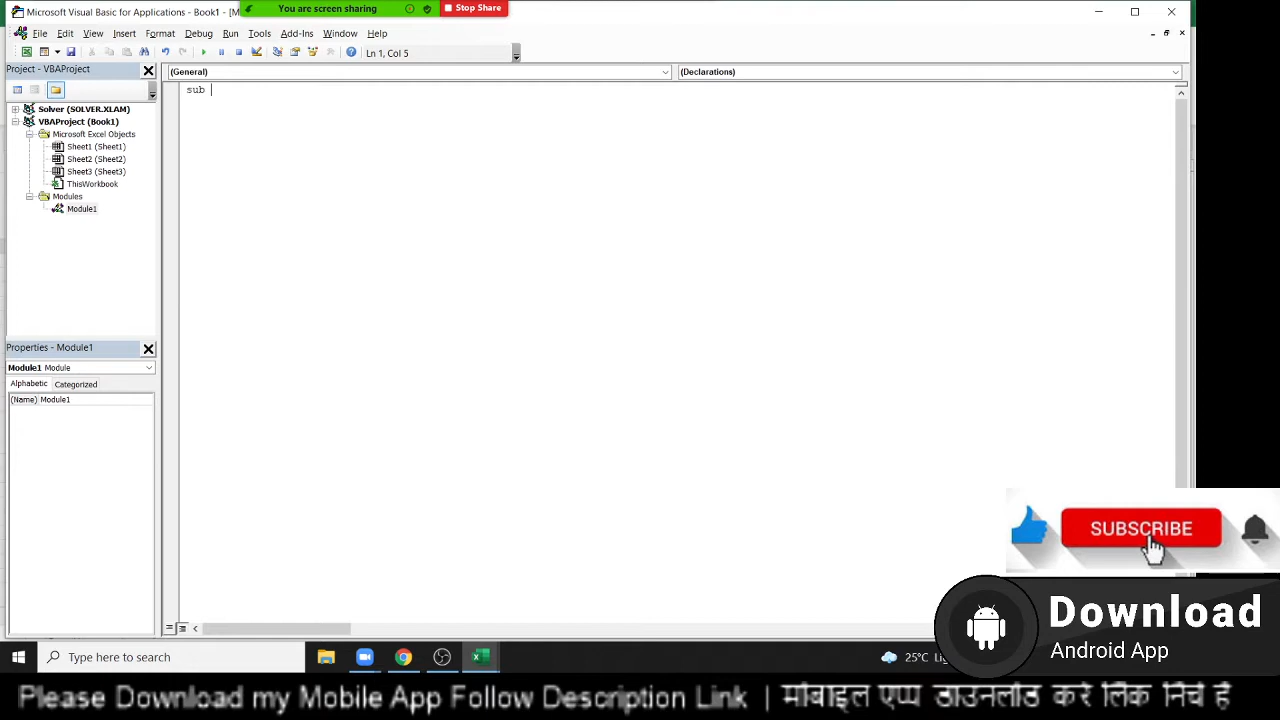 Microsoft Visual Basic for Applications - Book1 - [M
You are screen sharing
Stop Share
File Edit View Insert Format Debug Run Tools Add-Ins Window Help
Ln 1, Col 5
Project - VBAProject
(General)
(Declarations)
sub
Solver (SOLVER.XLAM)
VBAProject (Book1)
Microsoft Excel Objects
Sheet1 (Sheet1)
Sheet2 (Sheet2)
Sheet3 (Sheet3)
ThisWorkbook
Modules
Module1
Properties - Module1
Module1 Module
Alphabetic Categorized
(Name) Module1
SUBSCRIBE
Download
Android App
Type here to search
25°C
Please Download my Mobile App Follow Description Link | मोबाइल एप्प डाउनलोड करे लिंक निचे है